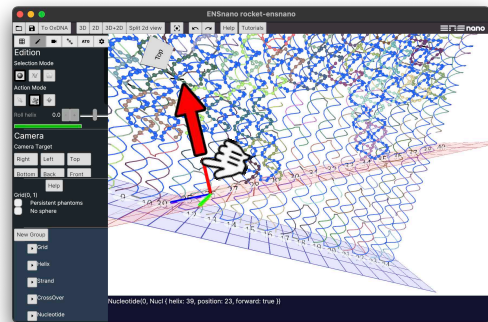 ENSnano rocket-ensnano
To OxDNA 3D 2D 3D+2D Split 2d view Help Tutorials
ENSnano
Edition
Selection Mode
Action Mode
Roll helix 0.0
Camera
Camera Target
Right Left Top
Bottom Back Front
Help
Grid(0, 1)
Persistent phantoms
No sphere
New Group
Grid
Helix
Strand
CrossOver
Nucleotide
Top
Nucleotide(0, Nucl { helix: 39, position: 23, forward: true })